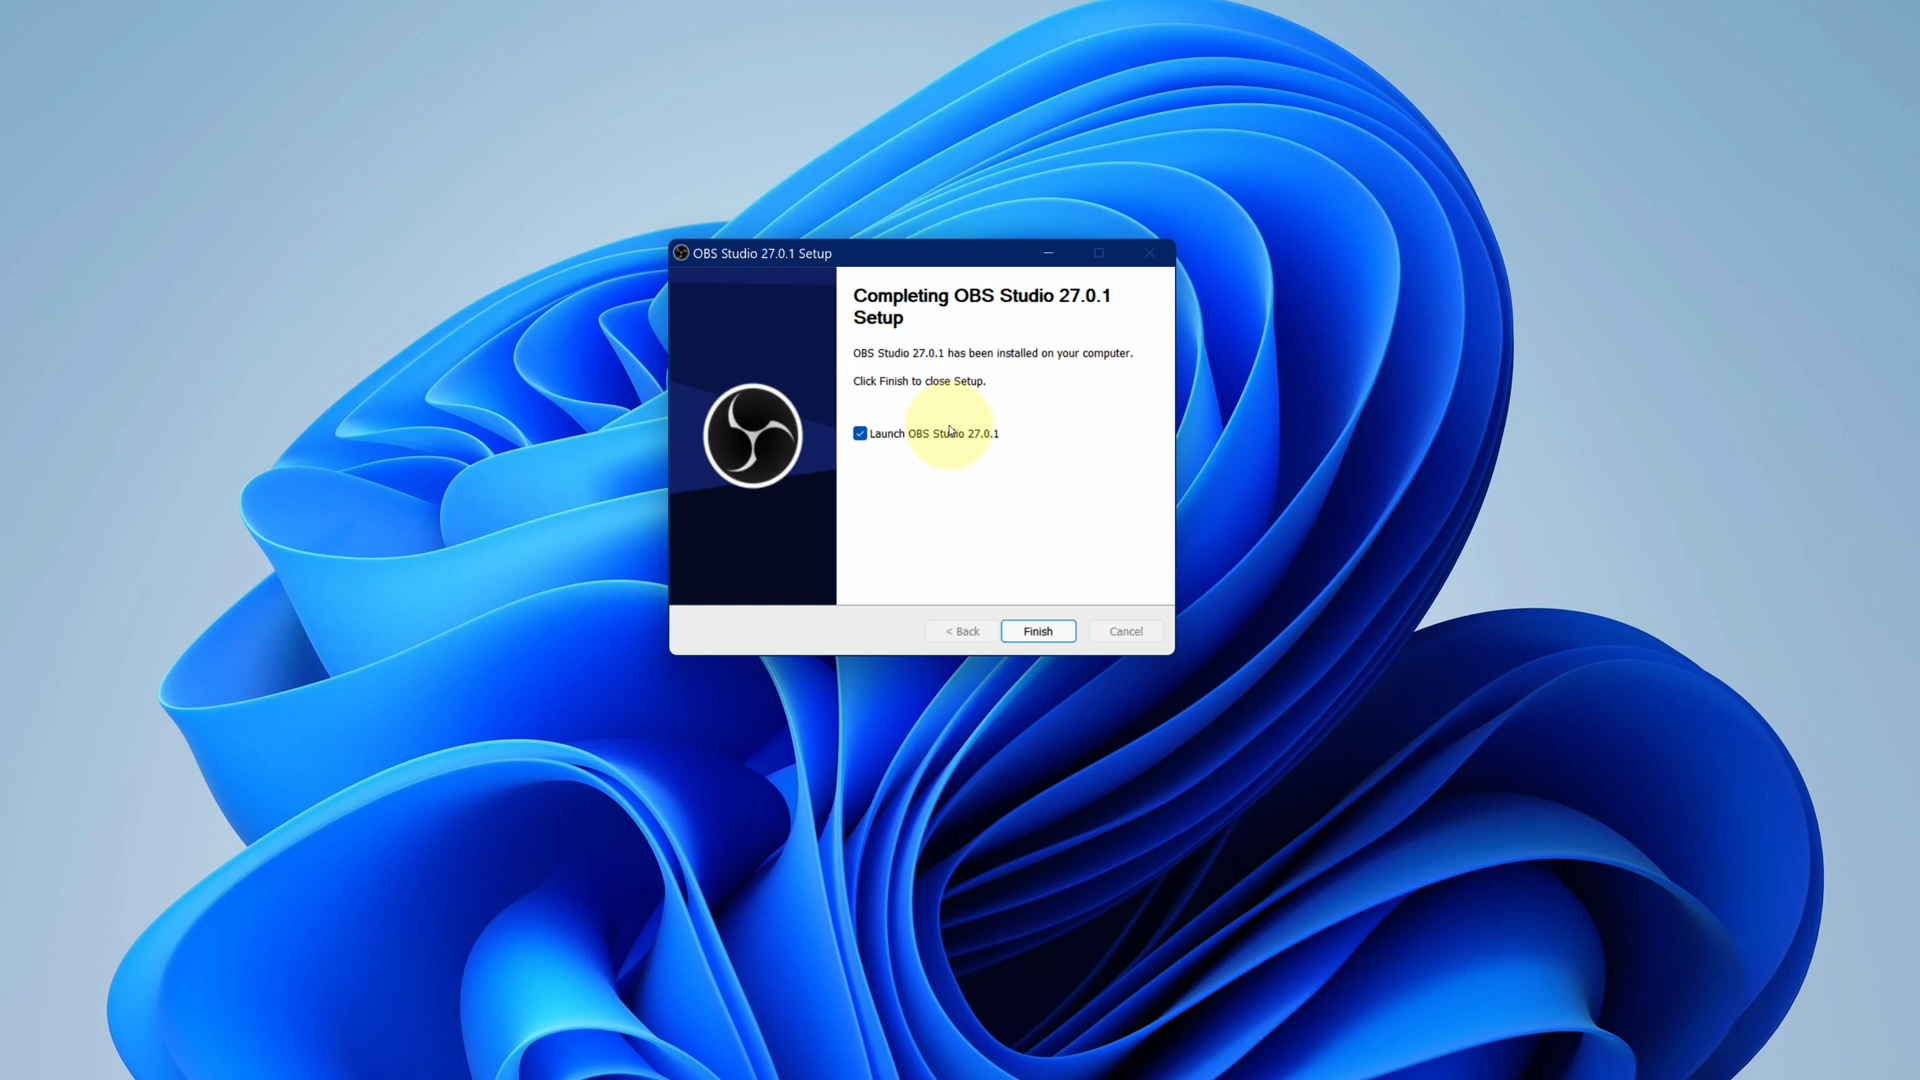 OBS Studio 27.0.1 Setup
Completing OBS Studio 27.0.1
Setup
OBS Studio 27.0.1 has been installed on your computer.
Click Finish to close Setup.
Launch OBS Studio 27.0.1
< Back
Finish
Cancel